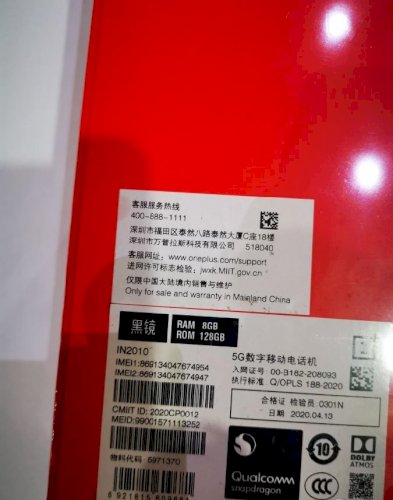 客服服务热线
400-888-1111
深圳市福田区泰然八路泰然大厦C座18楼
深圳市万普拉斯科技有限公司 518040
客服网址: www.oneplus.com/support
进网许可标志检验: jwxk.MIIT.gov.cn
仅限中国大陆境内销售与维护
Only for sale and warranty in Mainland China
黑镜
RAM 8GB
ROM 128GB
IN2010
IMEI1:869134047674954
IMEI2:869134047674947
CMIIT ID:2020CP0012
MEID:99001571113252
物料代码: 5971370
5G数字移动电话机
入网证号: 00-B162-208093
执行标准: Q/OPLS 188-2020
合格证 检验员:0301N
日期 2020.04.13
Qualcomm
snapdragon
10
DOLBY
ATMOS